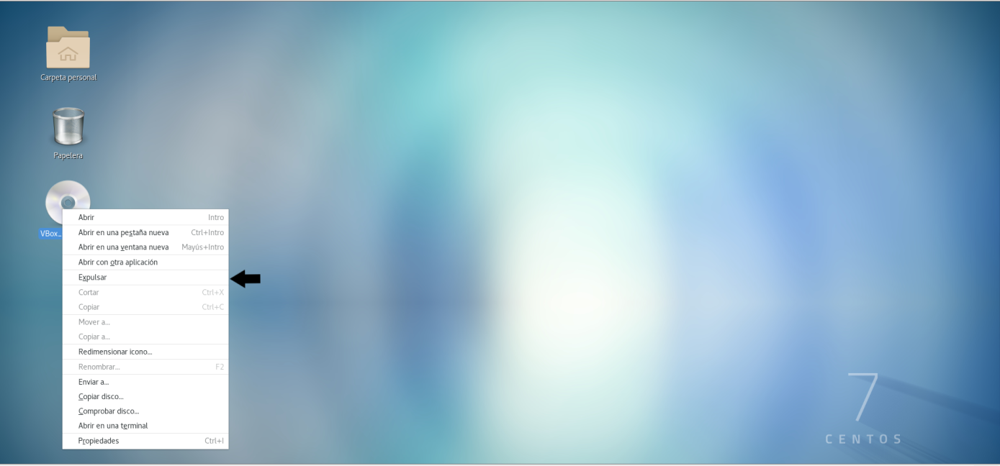 Carpeta personal
Papelera
VBox_
Abrir Intro
Abrir en una pestaña nueva Ctrl+Intro
Abrir en una ventana nueva Mayús+Intro
Abrir con otra aplicación
Expulsar
Cortar Ctrl+X
Copiar Ctrl+C
Mover a...
Copiar a...
Redimensionar icono...
Renombrar... F2
Enviar a...
Copiar disco...
Comprobar disco...
Abrir en una terminal
Propiedades Ctrl+I
7
CENTOS